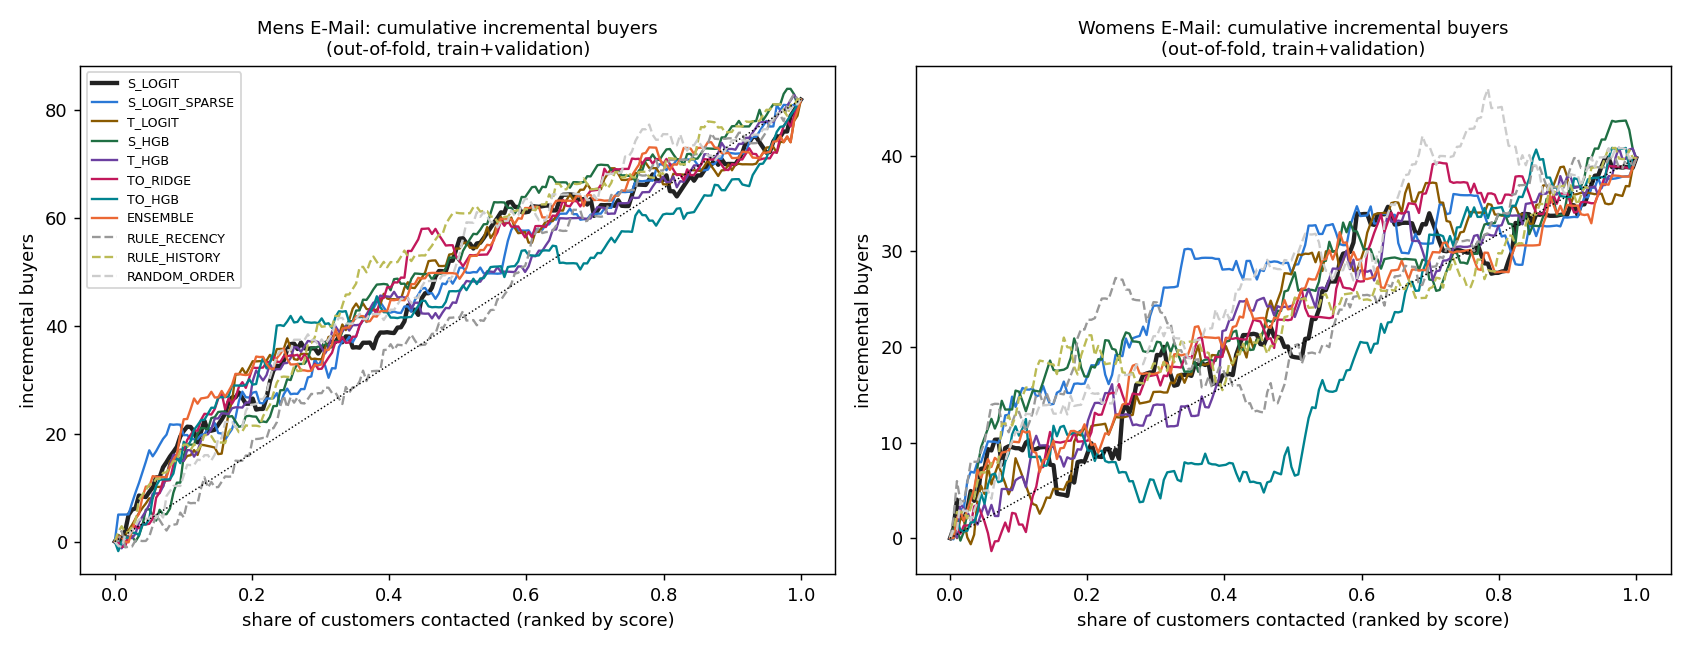 Mens E-Mail: cumulative incremental buyers
(out-of-fold, train+validation)
incremental buyers
80
60
40
20
0
0.0 0.2 0.4 0.6 0.8 1.0
share of customers contacted (ranked by score)
S_LOGIT
S_LOGIT_SPARSE
T_LOGIT
S_HGB
T_HGB
TO_RIDGE
TO_HGB
ENSEMBLE
RULE_RECENCY
RULE_HISTORY
RANDOM_ORDER
Womens E-Mail: cumulative incremental buyers
(out-of-fold, train+validation)
incremental buyers
40
30
20
10
0
0.0 0.2 0.4 0.6 0.8 1.0
share of customers contacted (ranked by score)